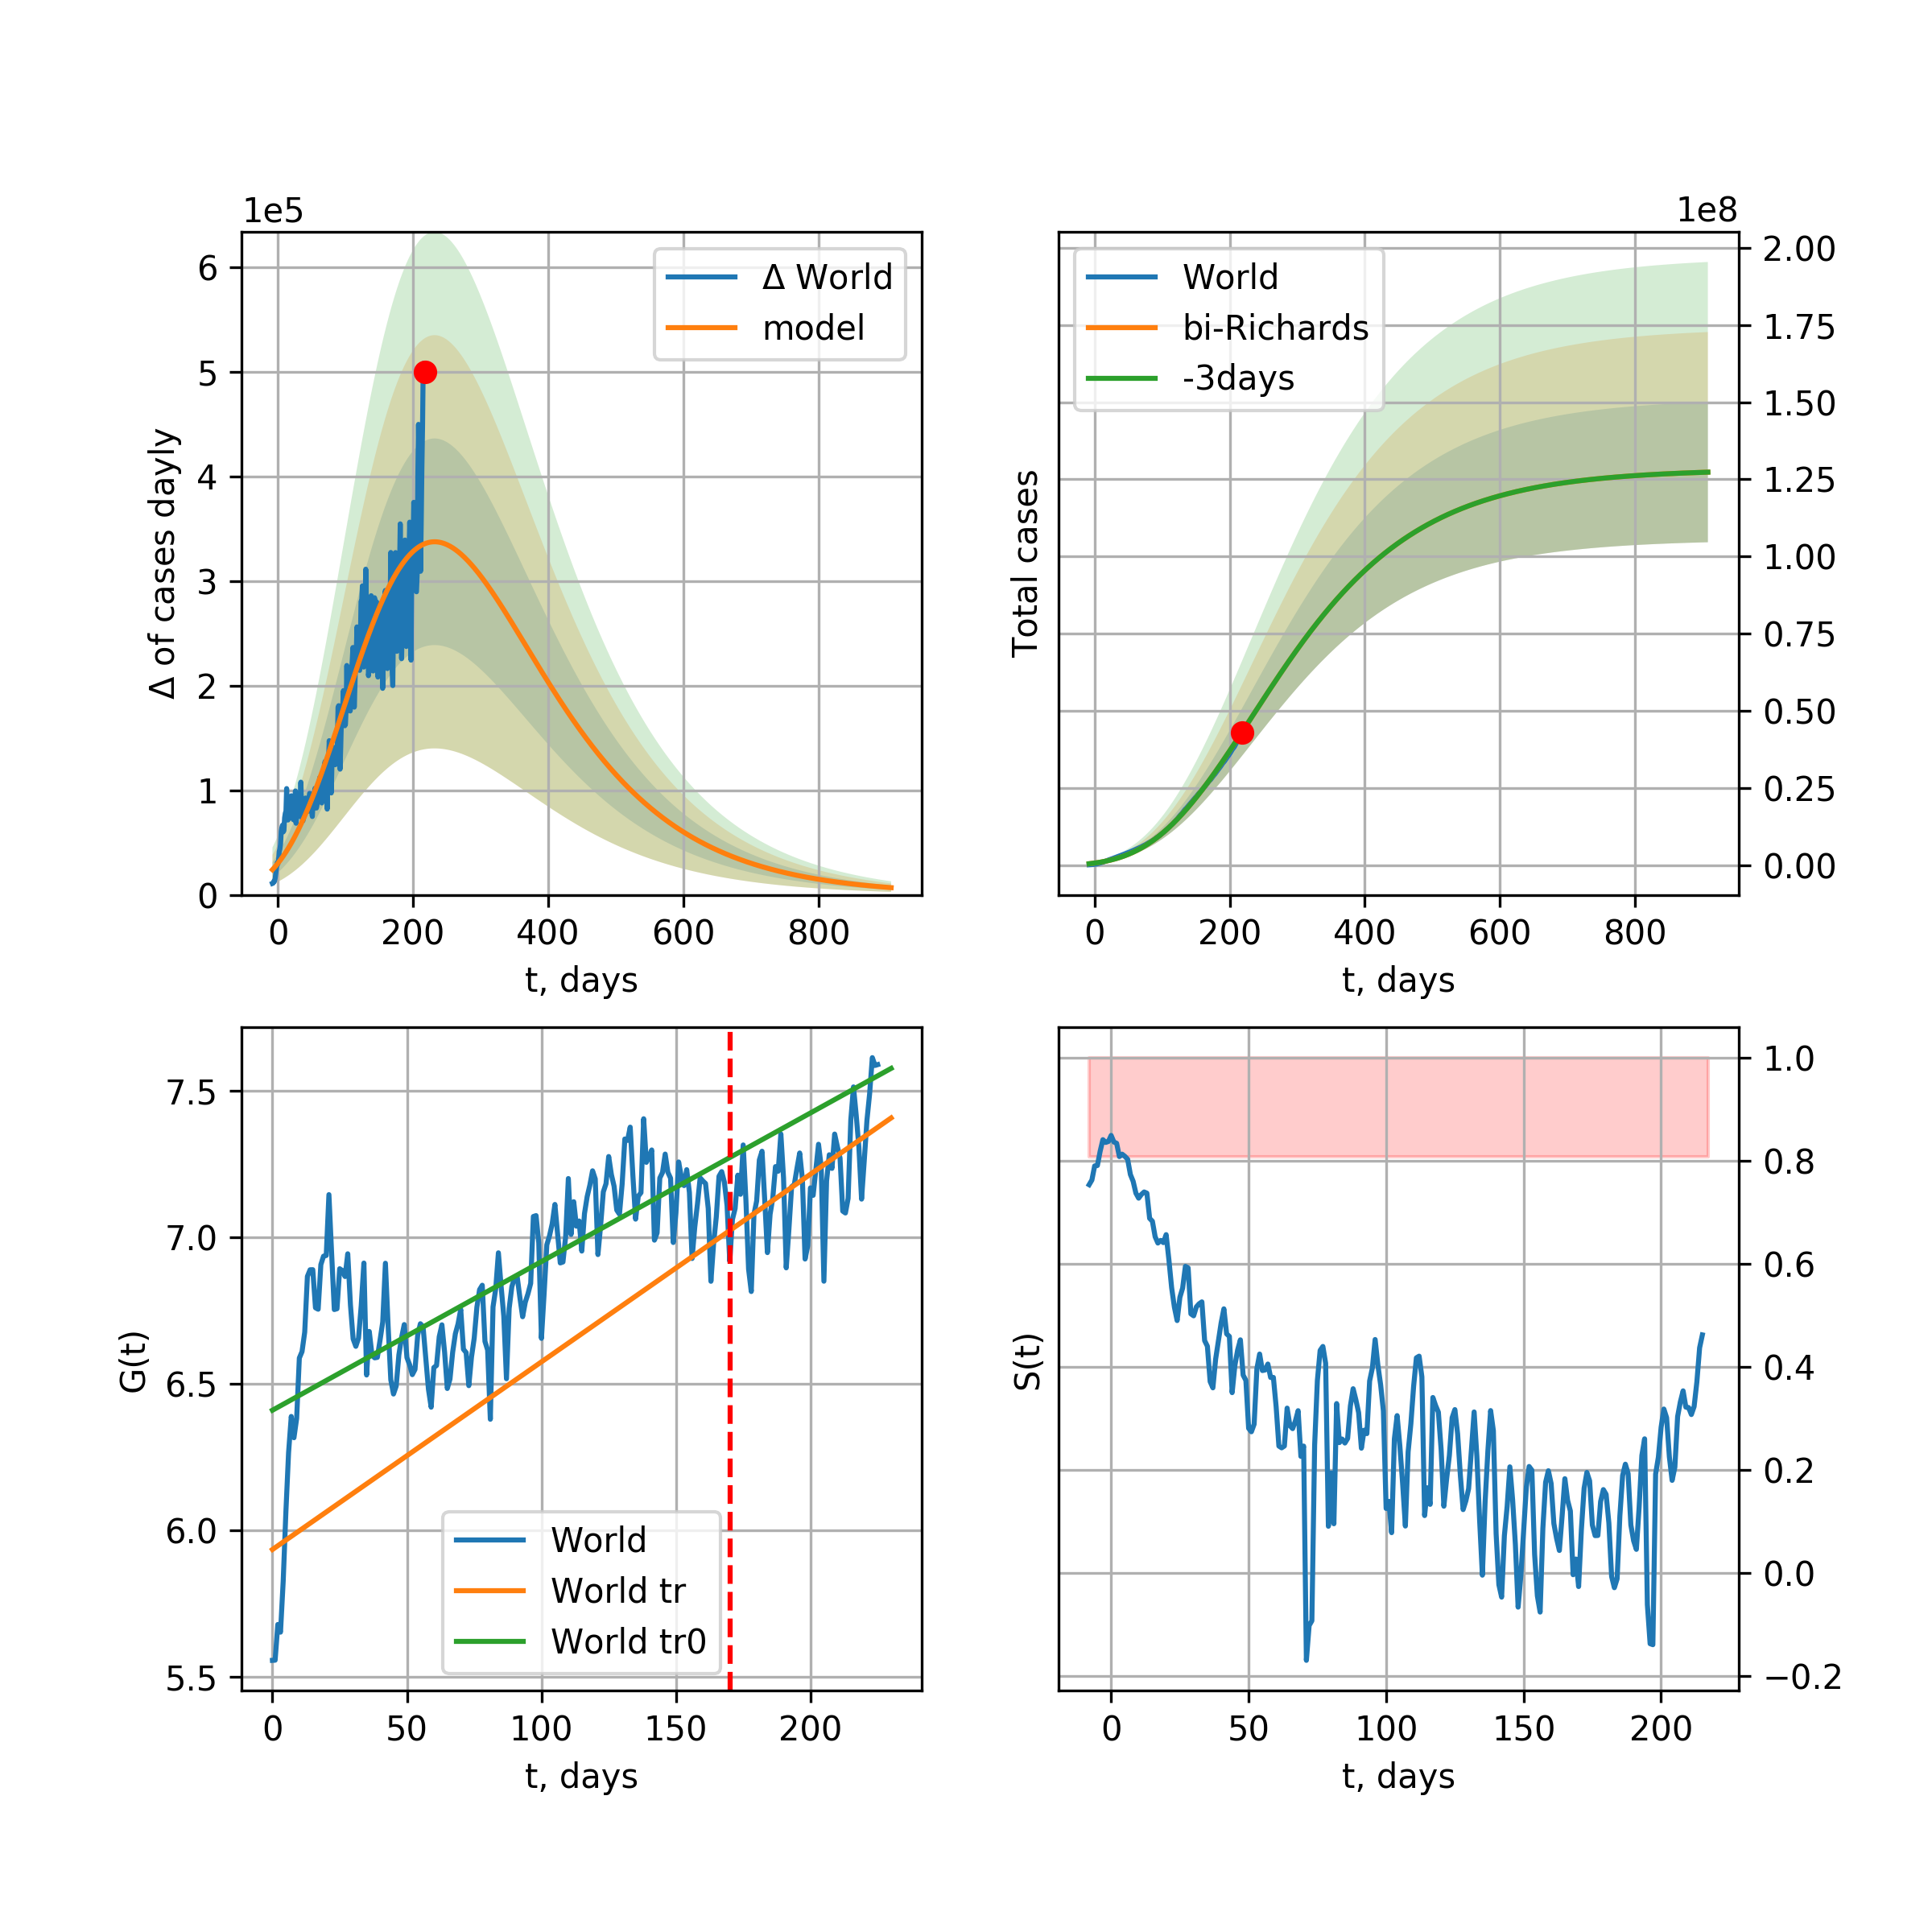 1e5
Δ of cases dayly
6
5
4
3
2
1
0
0 200 400 600 800
t, days
Δ World
model
1e8
Total cases
2.00
1.75
1.50
1.25
1.00
0.75
0.50
0.25
0.00
0 200 400 600 800
t, days
World
bi-Richards
-3days
G(t)
7.5
7.0
6.5
6.0
5.5
0 50 100 150 200
t, days
World
World tr
World tr0
S(t)
1.0
0.8
0.6
0.4
0.2
0.0
−0.2
0 50 100 150 200
t, days